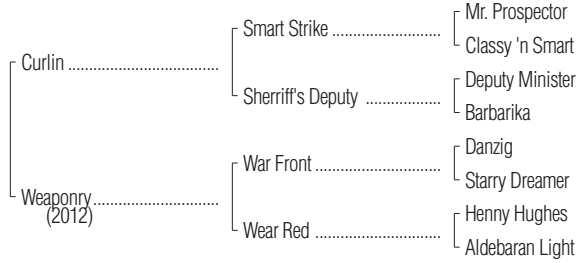 Mr. Prospector
Smart Strike ........................
Classy 'n Smart
Curlin .................................
Deputy Minister
Sherriff's Deputy .................
Barbarika
Danzig
War Front ............................
Starry Dreamer
Weaponry...........................
(2012)
Henny Hughes
Wear Red ............................
Aldebaran Light